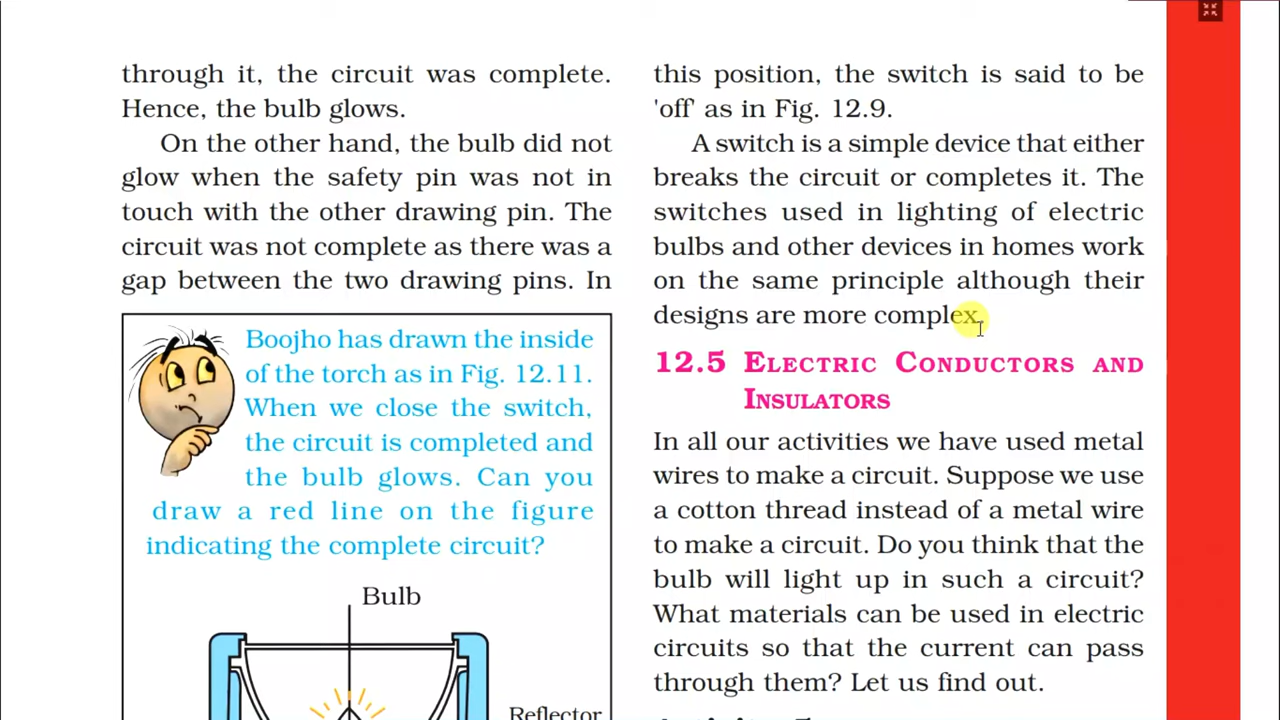 through it, the circuit was complete.
Hence, the bulb glows.
On the other hand, the bulb did not
glow when the safety pin was not in
touch with the other drawing pin. The
circuit was not complete as there was a
gap between the two drawing pins. In
Boojho has drawn the inside
of the torch as in Fig. 12.11.
When we close the switch,
the circuit is completed and
the bulb glows. Can you
draw a red line on the figure
indicating the complete circuit?
Bulb
Reflector
this position, the switch is said to be
'off' as in Fig. 12.9.
A switch is a simple device that either
breaks the circuit or completes it. The
switches used in lighting of electric
bulbs and other devices in homes work
on the same principle although their
designs are more complex.
12.5 ELECTRIC CONDUCTORS AND
INSULATORS
In all our activities we have used metal
wires to make a circuit. Suppose we use
a cotton thread instead of a metal wire
to make a circuit. Do you think that the
bulb will light up in such a circuit?
What materials can be used in electric
circuits so that the current can pass
through them? Let us find out.